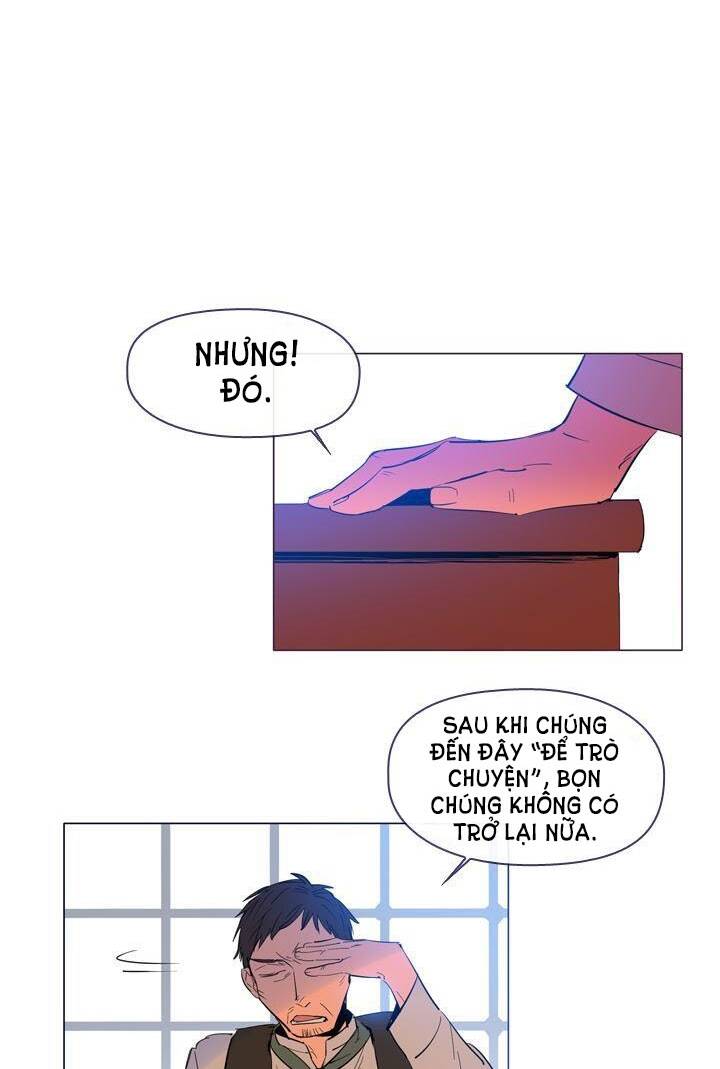 NHƯNG!
ĐÓ.
SAU KHI CHÚNG
ĐẾN ĐÂY "ĐỂ TRÒ
CHUYỆN", BỌN
CHÚNG KHÔNG CÓ
TRỞ LẠI NỮA.